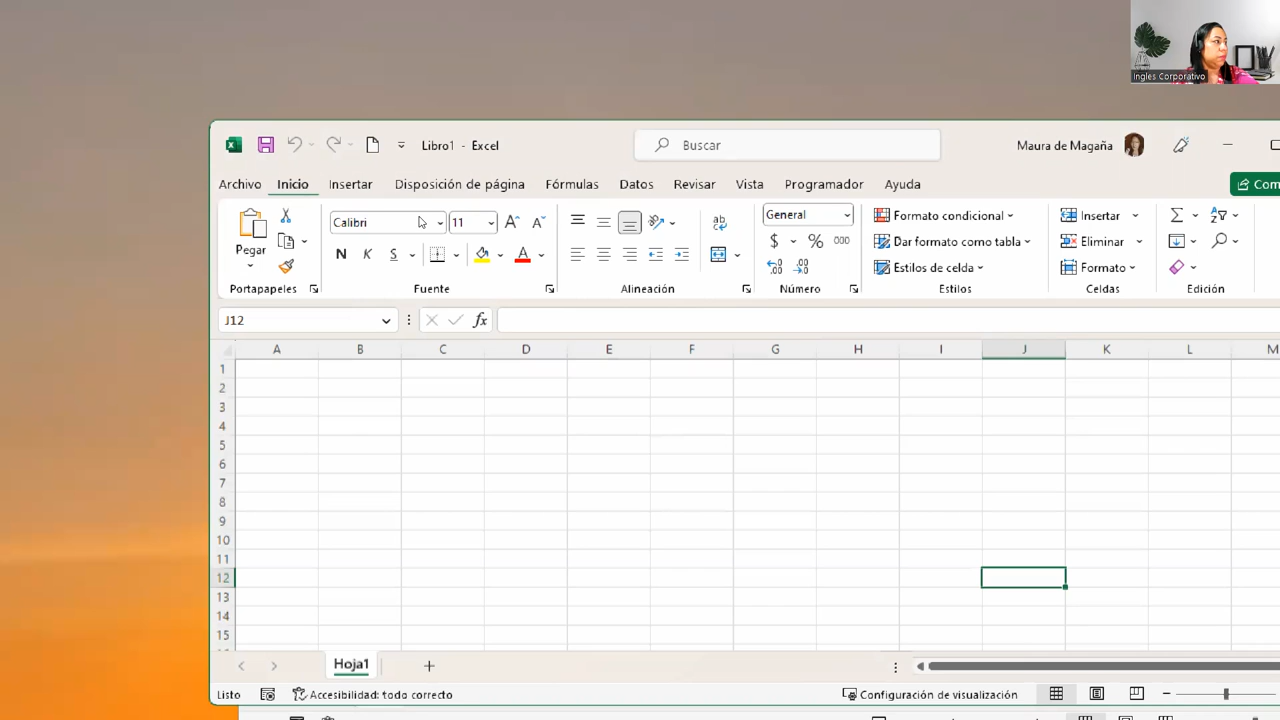 Ingles Corporativo
Libro1 - Excel
Buscar
Maura de Magaña
Archivo Inicio Insertar Disposición de página Fórmulas Datos Revisar Vista Programador Ayuda Com
Pegar
Portapapeles
Calibri 11
N K S A
Fuente
ab
Alineación
General
$ % 000
Número
Formato condicional
Dar formato como tabla
Estilos de celda
Estilos
Insertar
Eliminar
Formato
Celdas
Edición
J12 fx
A B C D E F G H I J K L M
1
2
3
4
5
6
7
8
9
10
11
12
13
14
15
Hoja1
Listo Accesibilidad: todo correcto Configuración de visualización